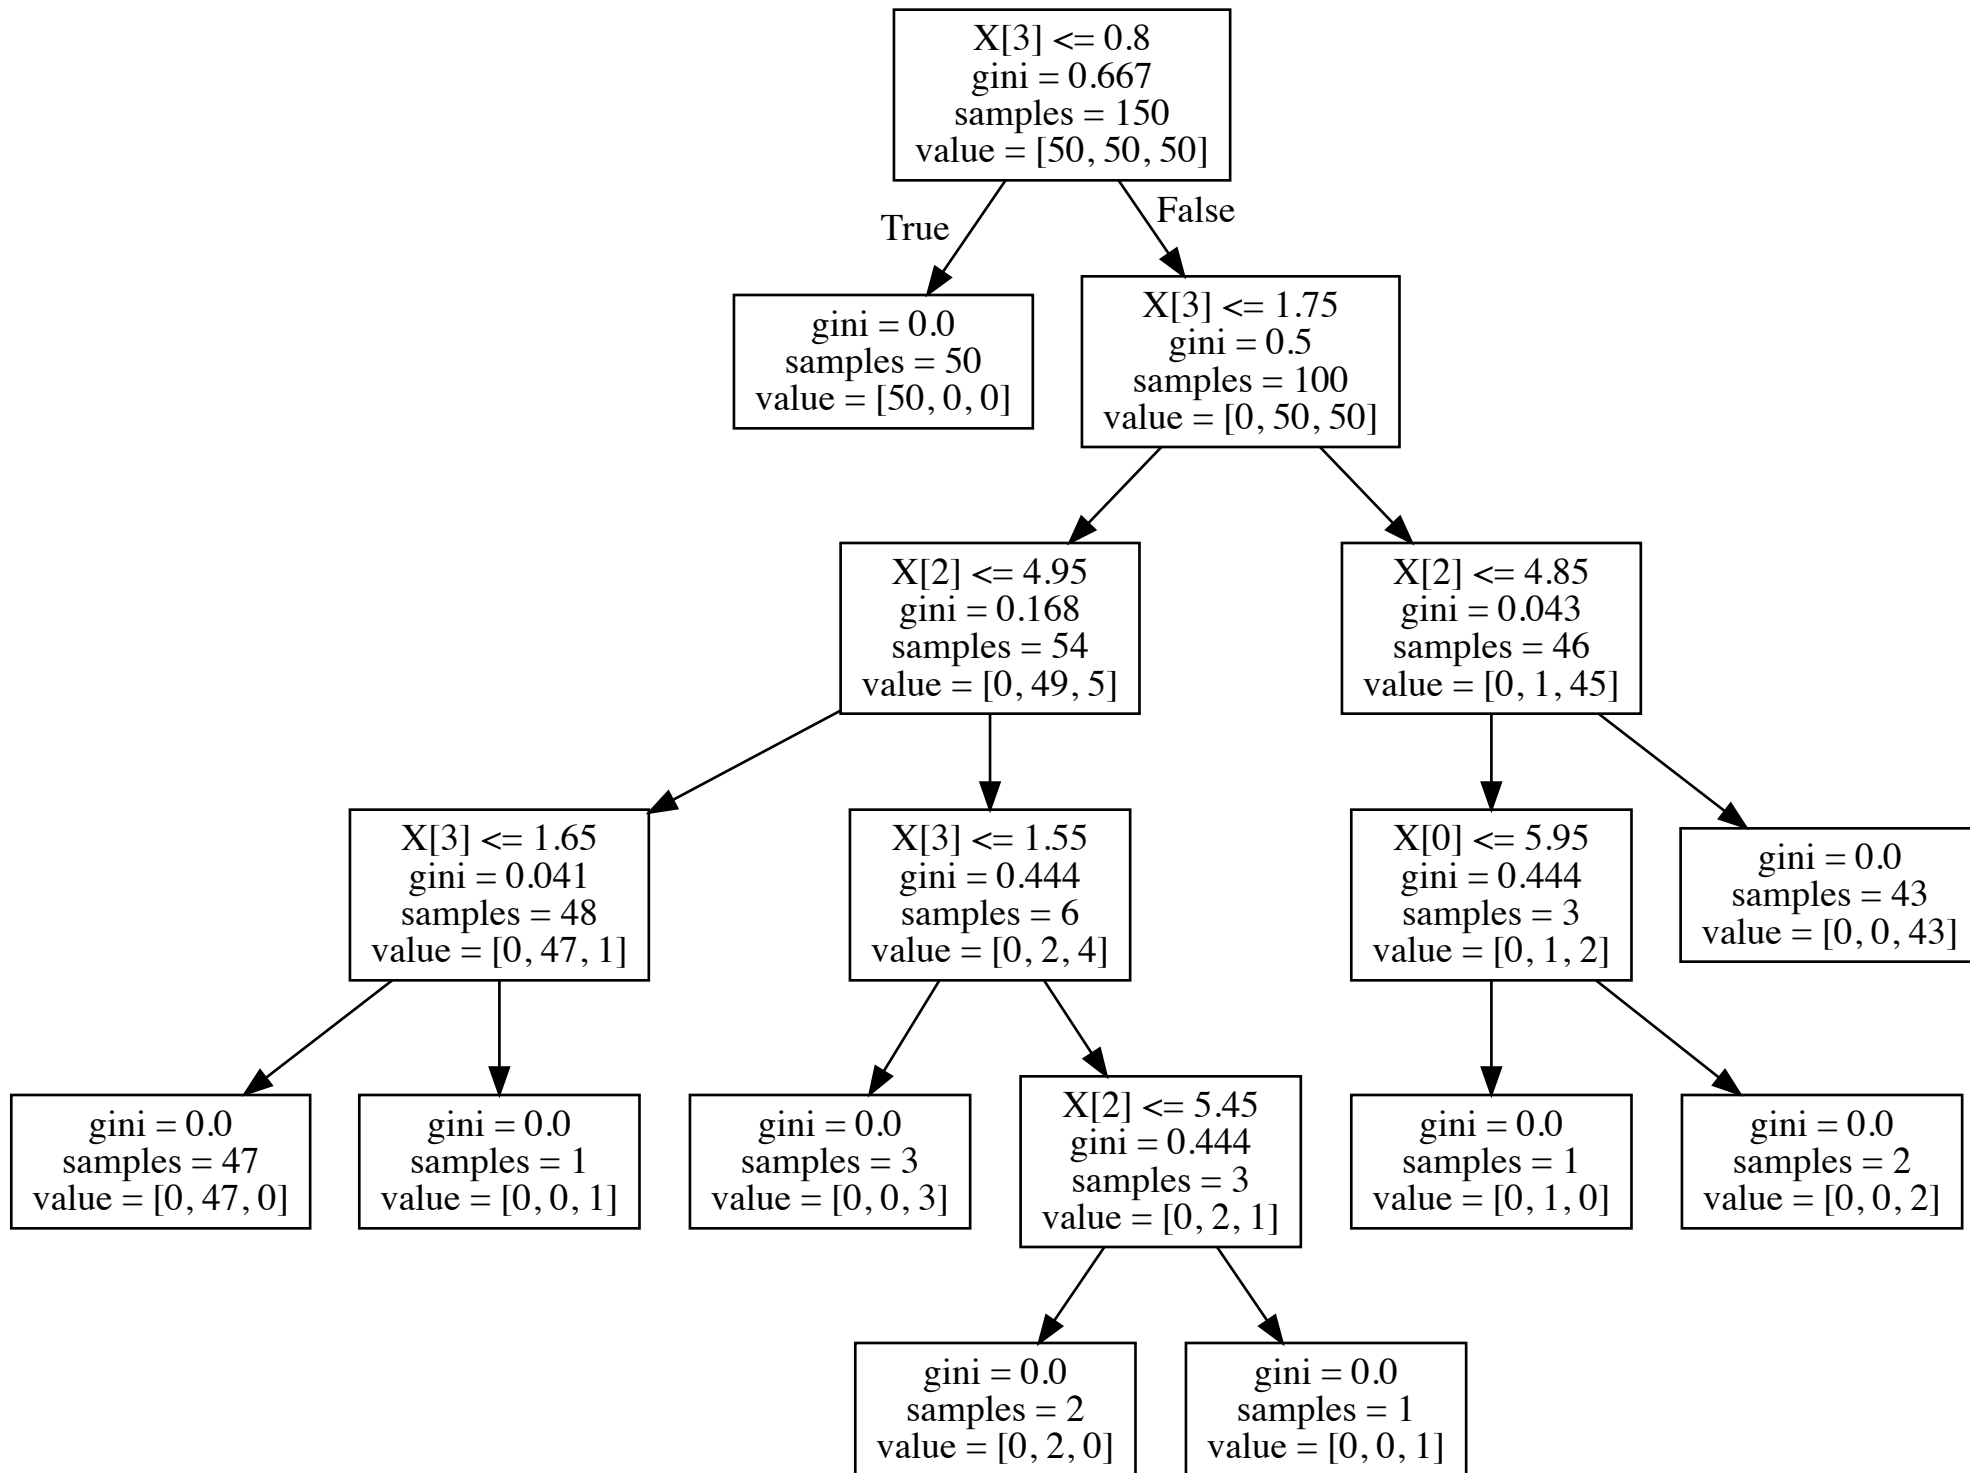 X[3] <= 0.8
gini = 0.667
samples = 150
value = [50, 50, 50]
True
False
gini = 0.0
samples = 50
value = [50, 0, 0]
X[3] <= 1.75
gini = 0.5
samples = 100
value = [0, 50, 50]
X[2] <= 4.95
gini = 0.168
samples = 54
value = [0, 49, 5]
X[2] <= 4.85
gini = 0.043
samples = 46
value = [0, 1, 45]
X[3] <= 1.65
gini = 0.041
samples = 48
value = [0, 47, 1]
X[3] <= 1.55
gini = 0.444
samples = 6
value = [0, 2, 4]
X[0] <= 5.95
gini = 0.444
samples = 3
value = [0, 1, 2]
gini = 0.0
samples = 43
value = [0, 0, 43]
gini = 0.0
samples = 47
value = [0, 47, 0]
gini = 0.0
samples = 1
value = [0, 0, 1]
gini = 0.0
samples = 3
value = [0, 0, 3]
X[2] <= 5.45
gini = 0.444
samples = 3
value = [0, 2, 1]
gini = 0.0
samples = 1
value = [0, 1, 0]
gini = 0.0
samples = 2
value = [0, 0, 2]
gini = 0.0
samples = 2
value = [0, 2, 0]
gini = 0.0
samples = 1
value = [0, 0, 1]